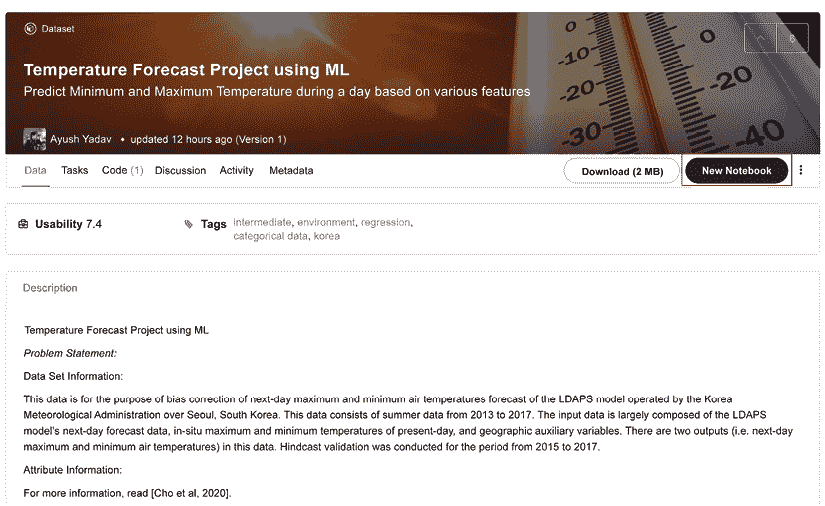 Dataset
0
0
-10
0
-20
-20
-30
-40
Temperature Forecast Project using ML
Predict Minimum and Maximum Temperature during a day based on various features
Ayush Yadav • updated 12 hours ago (Version 1)
Data Tasks Code (1) Discussion Activity Metadata Download (2 MB) New Notebook
Usability 7.4 Tags intermediate, environment, regression,
categorical data, korea
Description
Temperature Forecast Project using ML
Problem Statement:
Data Set Information:
This data is for the purpose of bias correction of next-day maximum and minimum air temperatures forecast of the LDAPS model operated by the Korea
Meteorological Administration over Seoul, South Korea. This data consists of summer data from 2013 to 2017. The input data is largely composed of the LDAPS
model's next-day forecast data, in-situ maximum and minimum temperatures of present-day, and geographic auxiliary variables. There are two outputs (i.e. next-day
maximum and minimum air temperatures) in this data. Hindcast validation was conducted for the period from 2015 to 2017.
Attribute Information:
For more information, read [Cho et al, 2020].